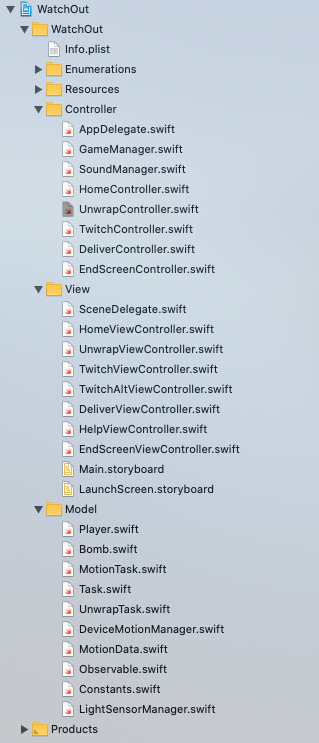 WatchOut
WatchOut
Info.plist
Enumerations
Resources
Controller
AppDelegate.swift
GameManager.swift
SoundManager.swift
HomeController.swift
UnwrapController.swift
TwitchController.swift
DeliverController.swift
EndScreenController.swift
View
SceneDelegate.swift
HomeViewController.swift
UnwrapViewController.swift
TwitchViewController.swift
TwitchAltViewController.swift
DeliverViewController.swift
HelpViewController.swift
EndScreenViewController.swift
Main.storyboard
LaunchScreen.storyboard
Model
Player.swift
Bomb.swift
MotionTask.swift
Task.swift
UnwrapTask.swift
DeviceMotionManager.swift
MotionData.swift
Observable.swift
Constants.swift
LightSensorManager.swift
Products